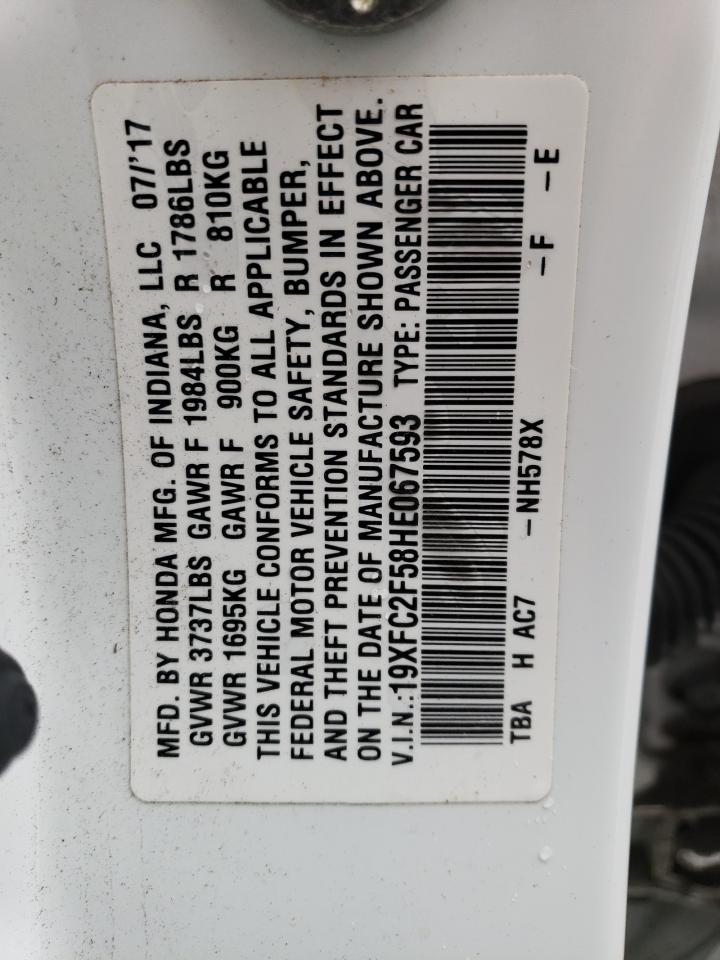 MFD. BY HONDA MFG. OF INDIANA, LLC 07/'17
GVWR 3737LBS GAWR F 1984LBS R 1786LBS
GVWR 1695KG GAWR F 900KG R 810KG
THIS VEHICLE CONFORMS TO ALL APPLICABLE
FEDERAL MOTOR VEHICLE SAFETY, BUMPER,
AND THEFT PREVENTION STANDARDS IN EFFECT
ON THE DATE OF MANUFACTURE SHOWN ABOVE.
V.I.N.:19XFC2F58HE067593 TYPE: PASSENGER CAR
TBA H AC7 -NH578X -F -E